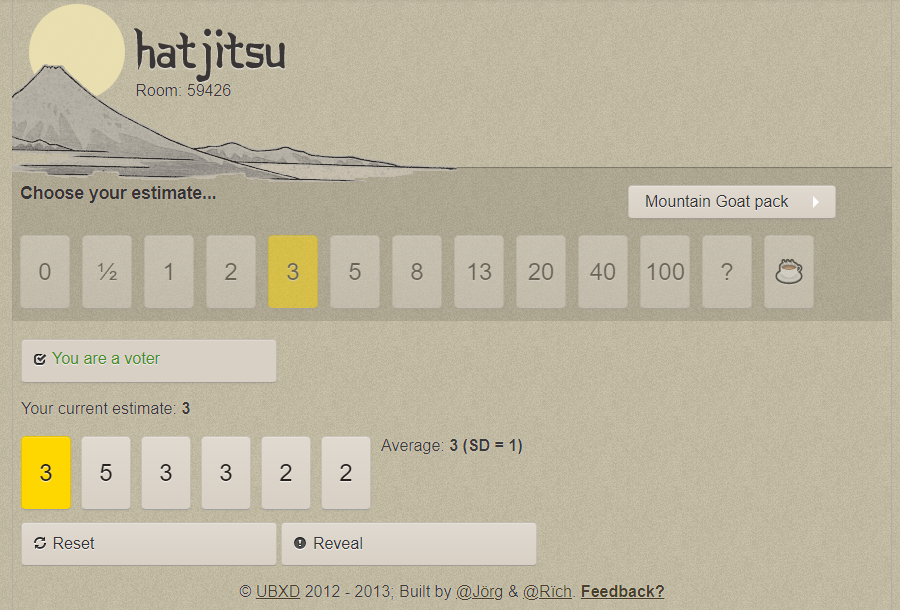 hatjitsu
Room: 59426
Choose your estimate...
Mountain Goat pack
0 ½ 1 2 3 5 8 13 20 40 100 ?
You are a voter
Your current estimate: 3
3 5 3 3 2 2
Average: 3 (SD = 1)
Reset Reveal
© UBXD 2012 - 2013; Built by @Jörg & @Rïch. Feedback?